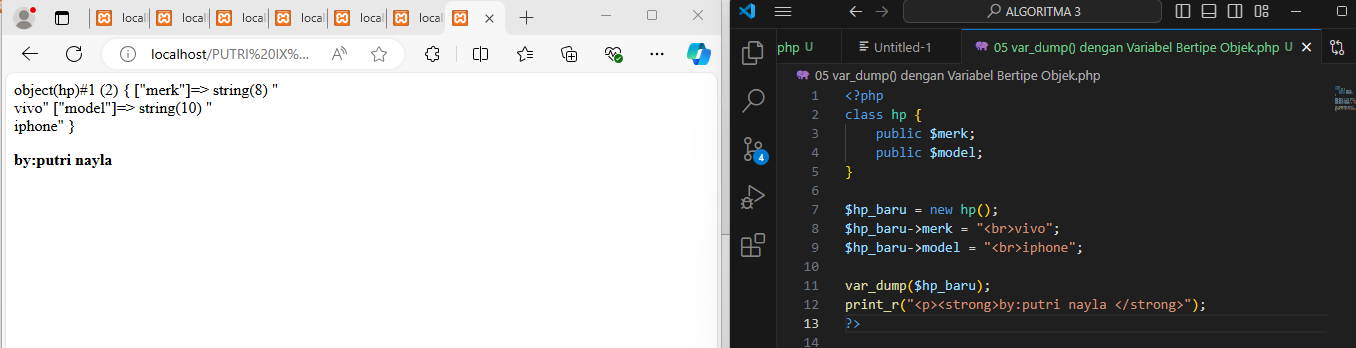 local
local
local
local
local
local
localhost/PUTRI%20IX%...
object(hp)#1 (2) { ["merk"]=> string(8) "
vivo" ["model"]=> string(10) "
iphone" }
by:putri nayla
ALGORITMA 3
php U
Untitled-1
05 var_dump() dengan Variabel Bertipe Objek.php U
05 var_dump() dengan Variabel Bertipe Objek.php
4
1 <?php
2 class hp {
3 public $merk;
4 public $model;
5 }
6
7 $hp_baru = new hp();
8 $hp_baru->merk = "<br>vivo";
9 $hp_baru->model = "<br>iphone";
10
11 var_dump($hp_baru);
12 print_r("<p><strong>by:putri nayla </strong>");
13 ?>
14